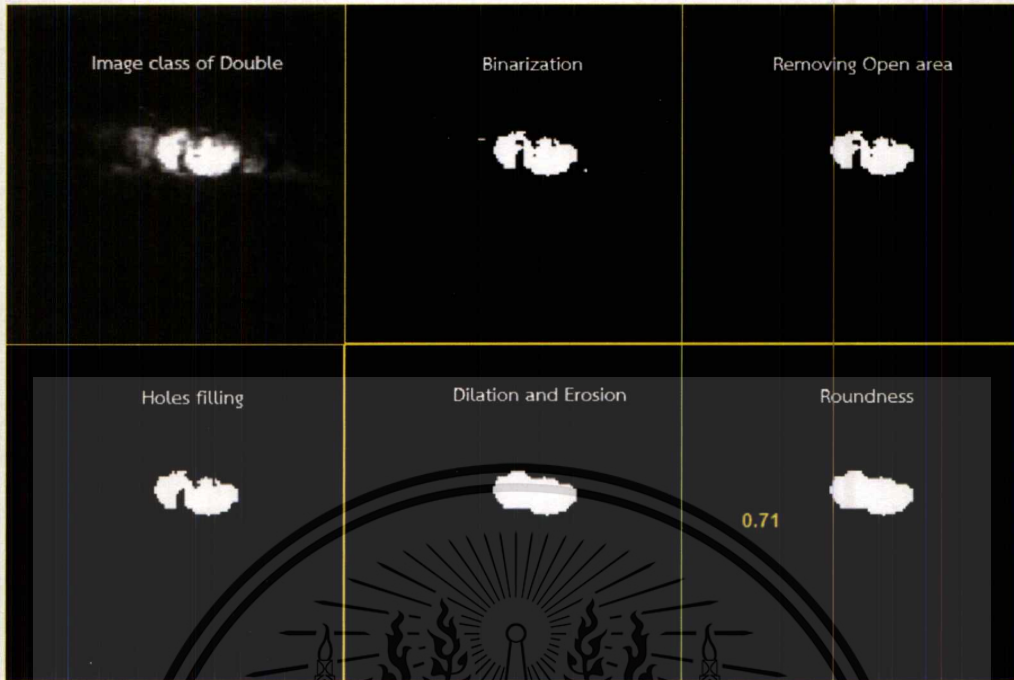 Image class of Double
Binarization
Removing Open area
Holes filling
Dilation and Erosion
Roundness
0.71